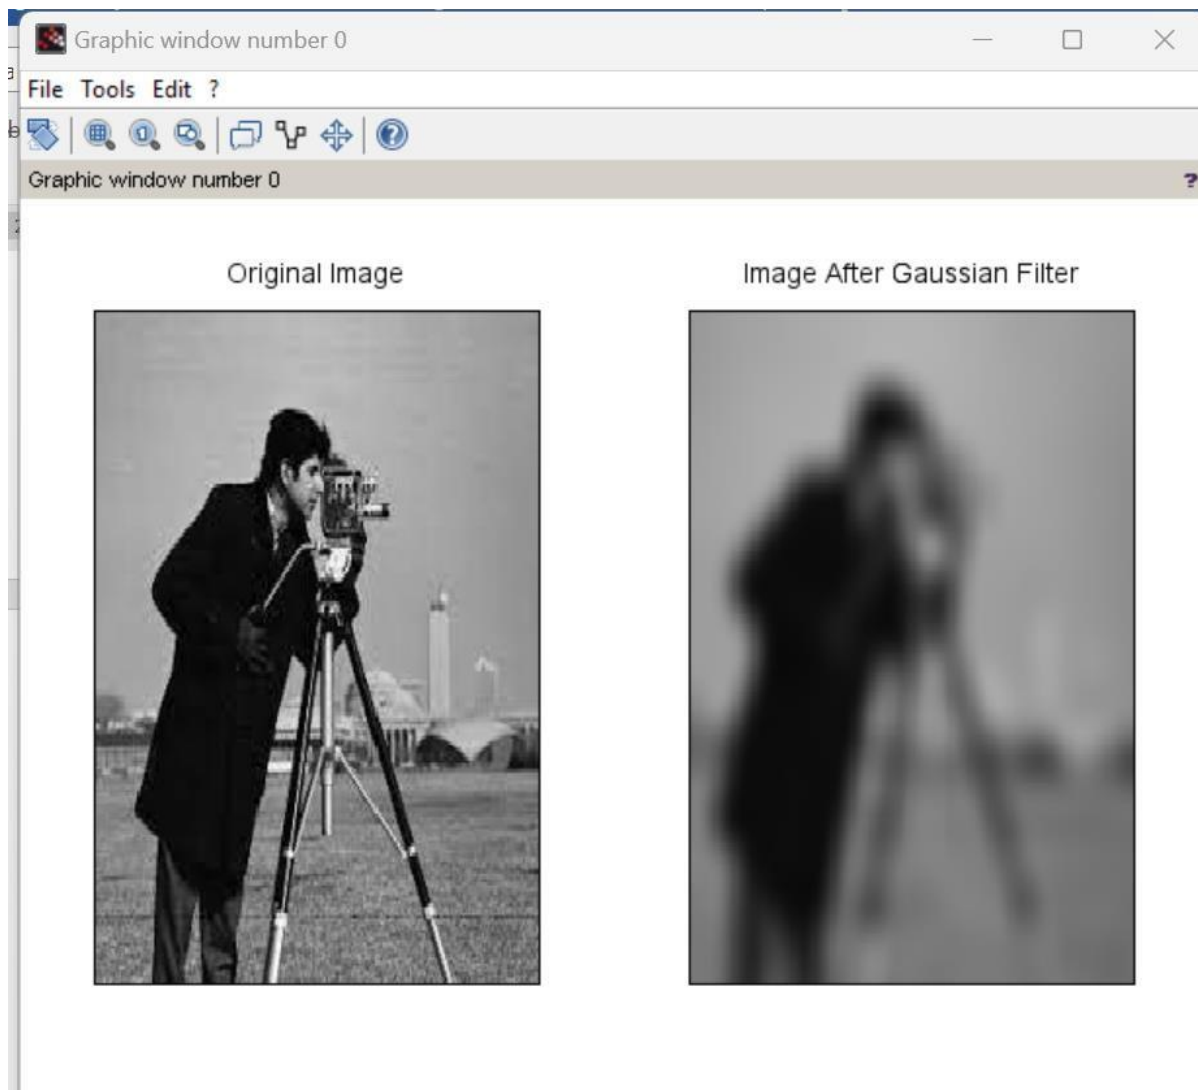 Graphic window number 0
File Tools Edit ?
Graphic window number 0 ?
Original Image
Image After Gaussian Filter